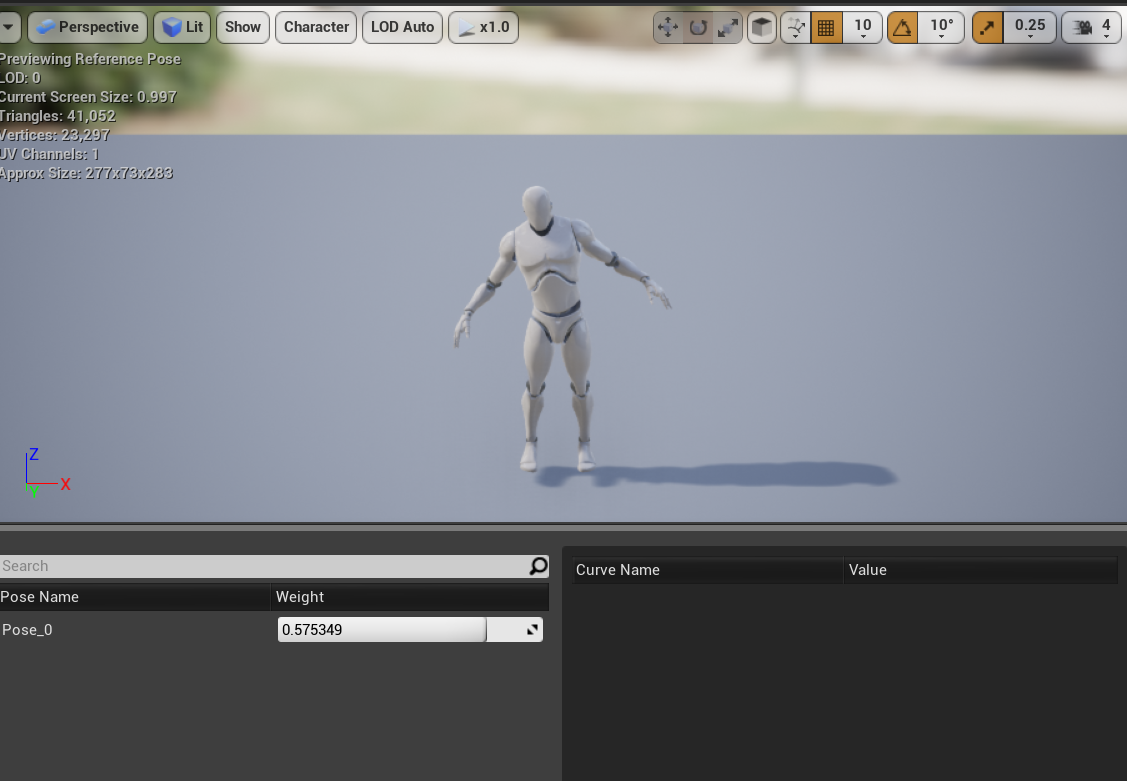 Perspective Lit Show Character LOD Auto x1.0 10 10° 0.25 4
Previewing Reference Pose
LOD: 0
Current Screen Size: 0.997
Triangles: 41,052
Vertices: 23,297
UV Channels: 1
Approx Size: 277x73x283
Z
X
Y
Search
Pose Name Weight
Pose_0 0.575349
Curve Name Value